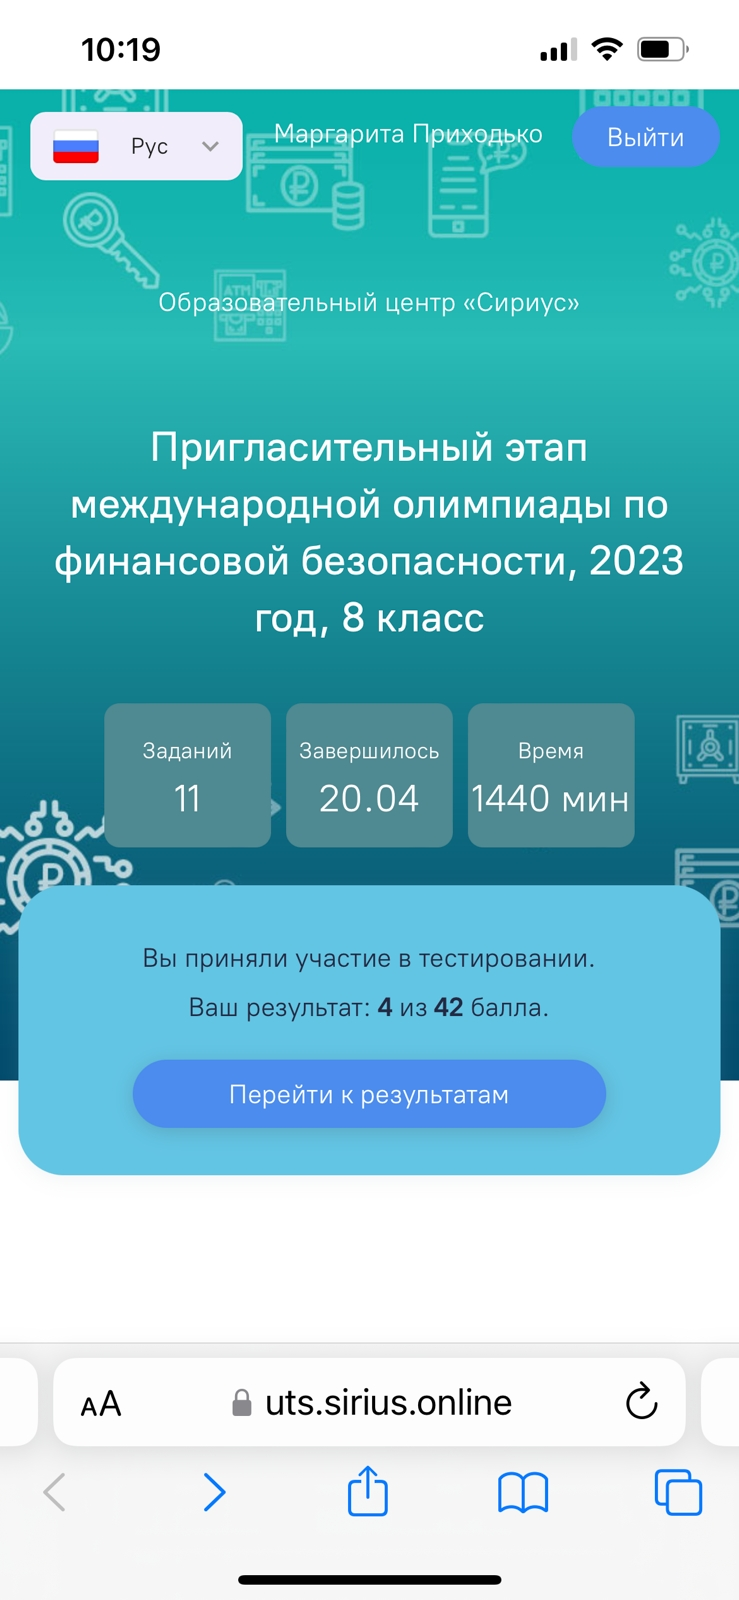 10:19
Рус
Маргарита Приходько
Выйти
ATM
Образовательный центр «Сириус»
Пригласительный этап
международной олимпиады по
финансовой безопасности, 2023
год, 8 класс
Заданий
11
Завершилось
20.04
Время
1440 мин
Вы приняли участие в тестировании.
Ваш результат: 4 из 42 балла.
Перейти к результатам
AA
uts.sirius.online